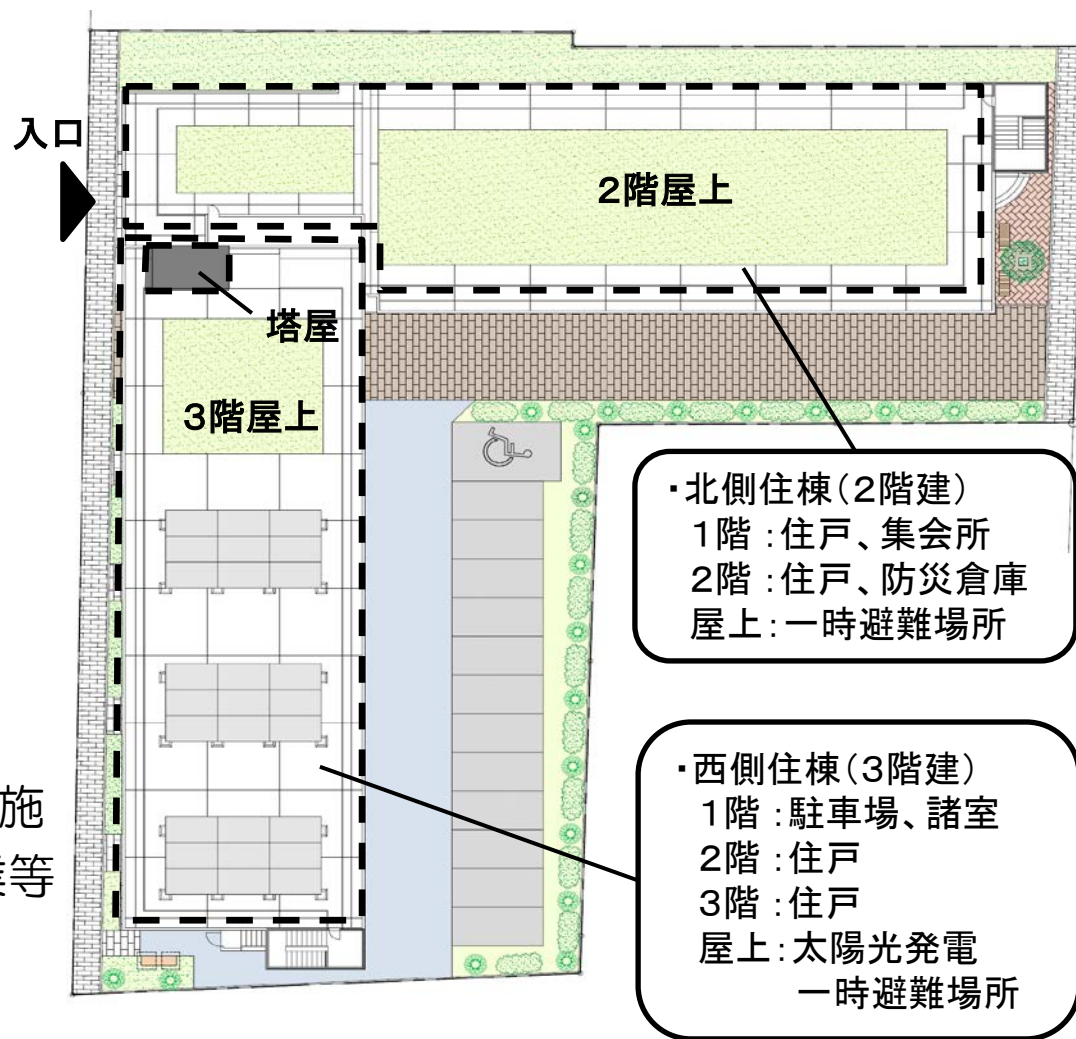 入口
2階屋上
塔屋
3階屋上
・北側住棟(2階建)
1階:住戸、集会所
2階:住戸、防災倉庫
屋上:一時避難場所
・西側住棟(3階建)
1階:駐車場、諸室
2階:住戸
3階:住戸
屋上:太陽光発電
一時避難場所
施
業等